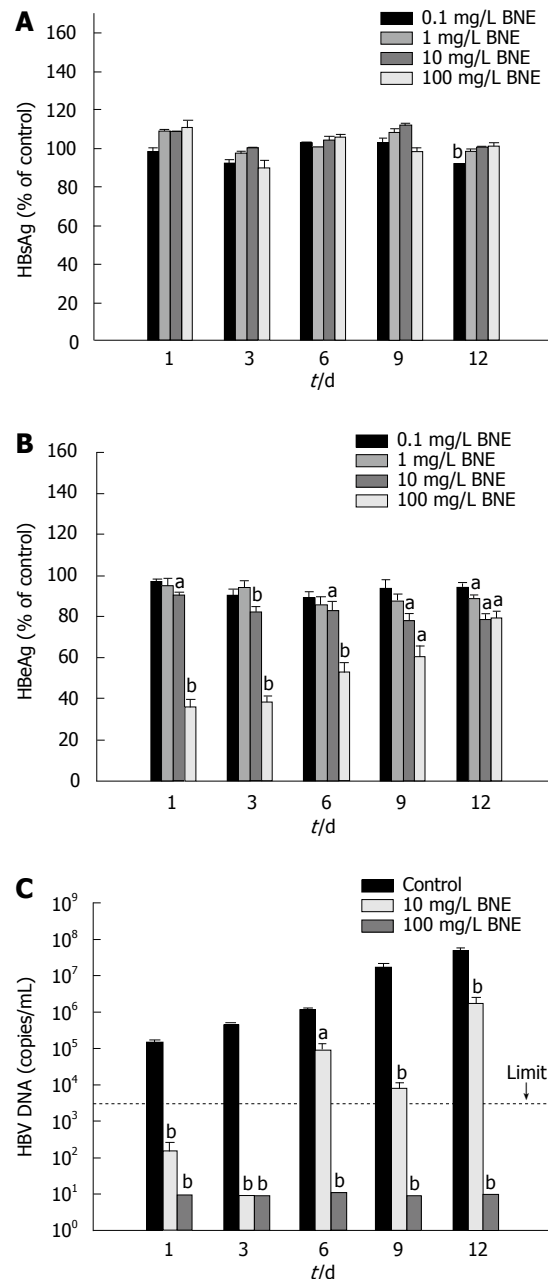 A
0.1 mg/L BNE
1 mg/L BNE
10 mg/L BNE
100 mg/L BNE
HBsAg (% of control)
160
140
120
100
80
60
40
20
0
b
1 3 6 9 12
t/d
B
0.1 mg/L BNE
1 mg/L BNE
10 mg/L BNE
100 mg/L BNE
HBeAg (% of control)
160
140
120
100
80
60
40
20
0
a b a a a a a
b b b a
1 3 6 9 12
t/d
C
Control
10 mg/L BNE
100 mg/L BNE
HBV DNA (copies/mL)
10⁹
10⁸
10⁷
10⁶
10⁵
10⁴
10³
10²
10¹
10⁰
Limit
b b b b a b b b b b
1 3 6 9 12
t/d